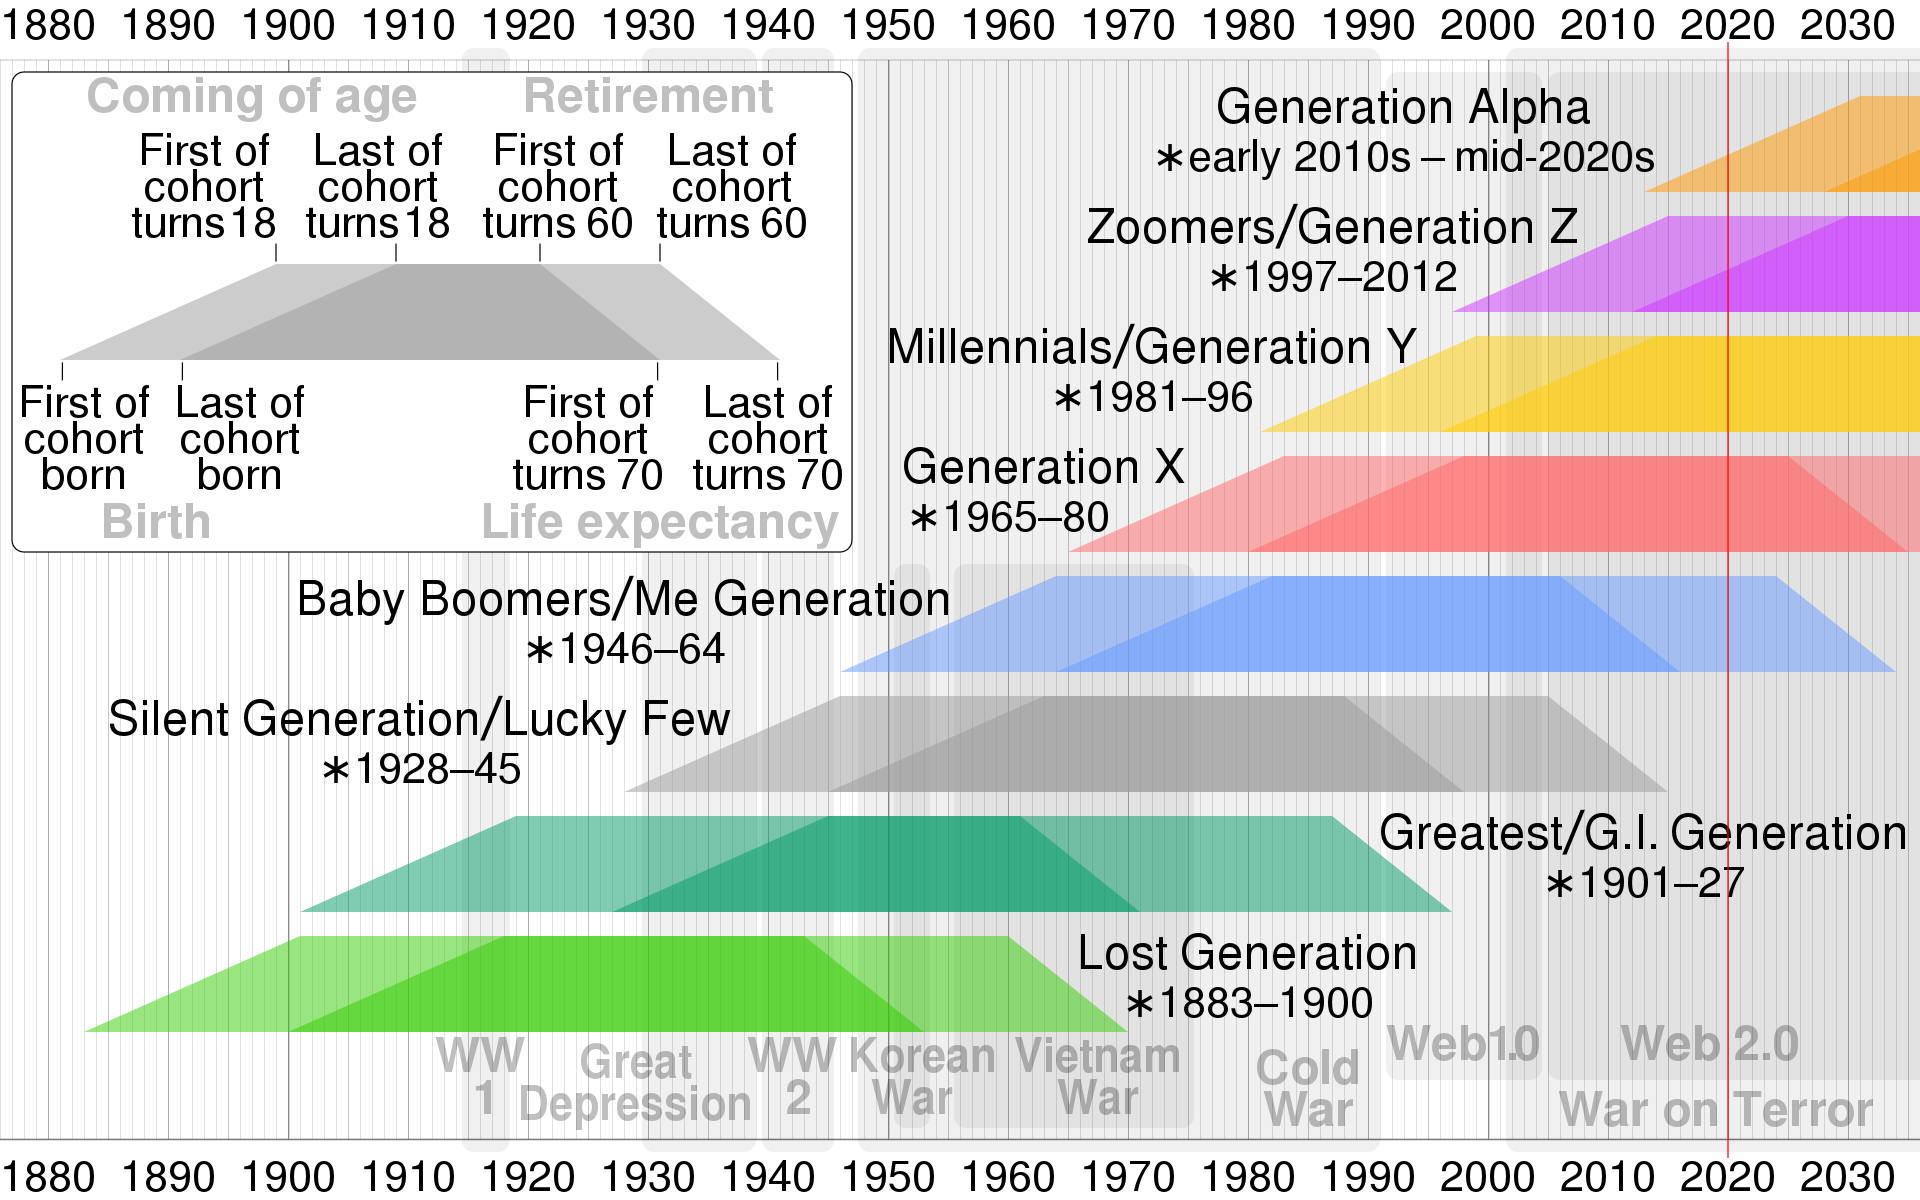 1880 1890 1900 1910 1920 1930 1940 1950 1960 1970 1980 1990 2000 2010 2020 2030
Coming of age
Retirement
First of
cohort
turns 18
Last of
cohort
turns 18
First of
cohort
turns 60
Last of
cohort
turns 60
First of
cohort
born
Last of
cohort
born
First of
cohort
turns 70
Last of
cohort
turns 70
Birth
Life expectancy
Generation Alpha
∗early 2010s – mid-2020s
Zoomers/Generation Z
∗1997–2012
Millennials/Generation Y
∗1981–96
Generation X
∗1965–80
Baby Boomers/Me Generation
∗1946–64
Silent Generation/Lucky Few
∗1928–45
Greatest/G.I. Generation
∗1901–27
Lost Generation
∗1883–1900
WW
1
Great
Depression
WW
2
Korean
War
Vietnam
War
Cold
War
Web1.0
Web 2.0
War on Terror
1880 1890 1900 1910 1920 1930 1940 1950 1960 1970 1980 1990 2000 2010 2020 2030